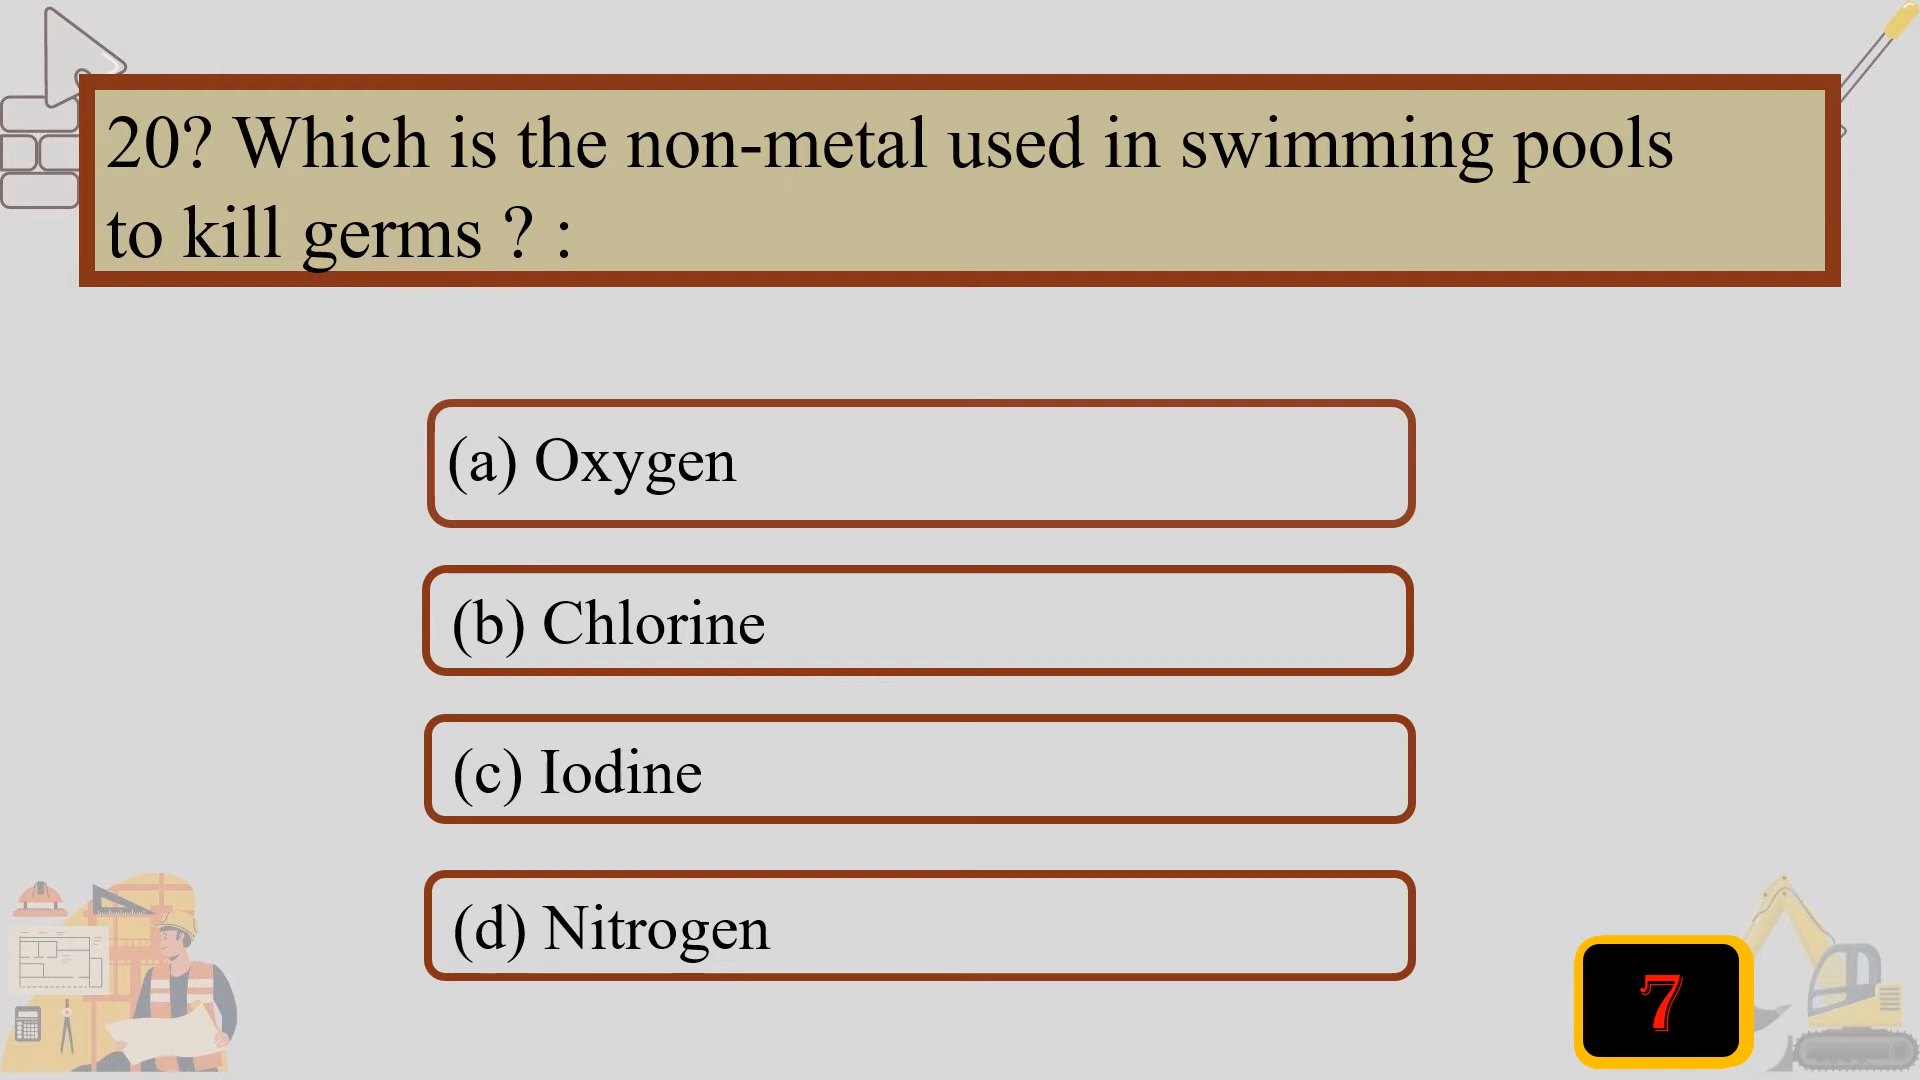 20? Which is the non-metal used in swimming pools
to kill germs ? :
(a) Oxygen
(b) Chlorine
(c) Iodine
(d) Nitrogen
7